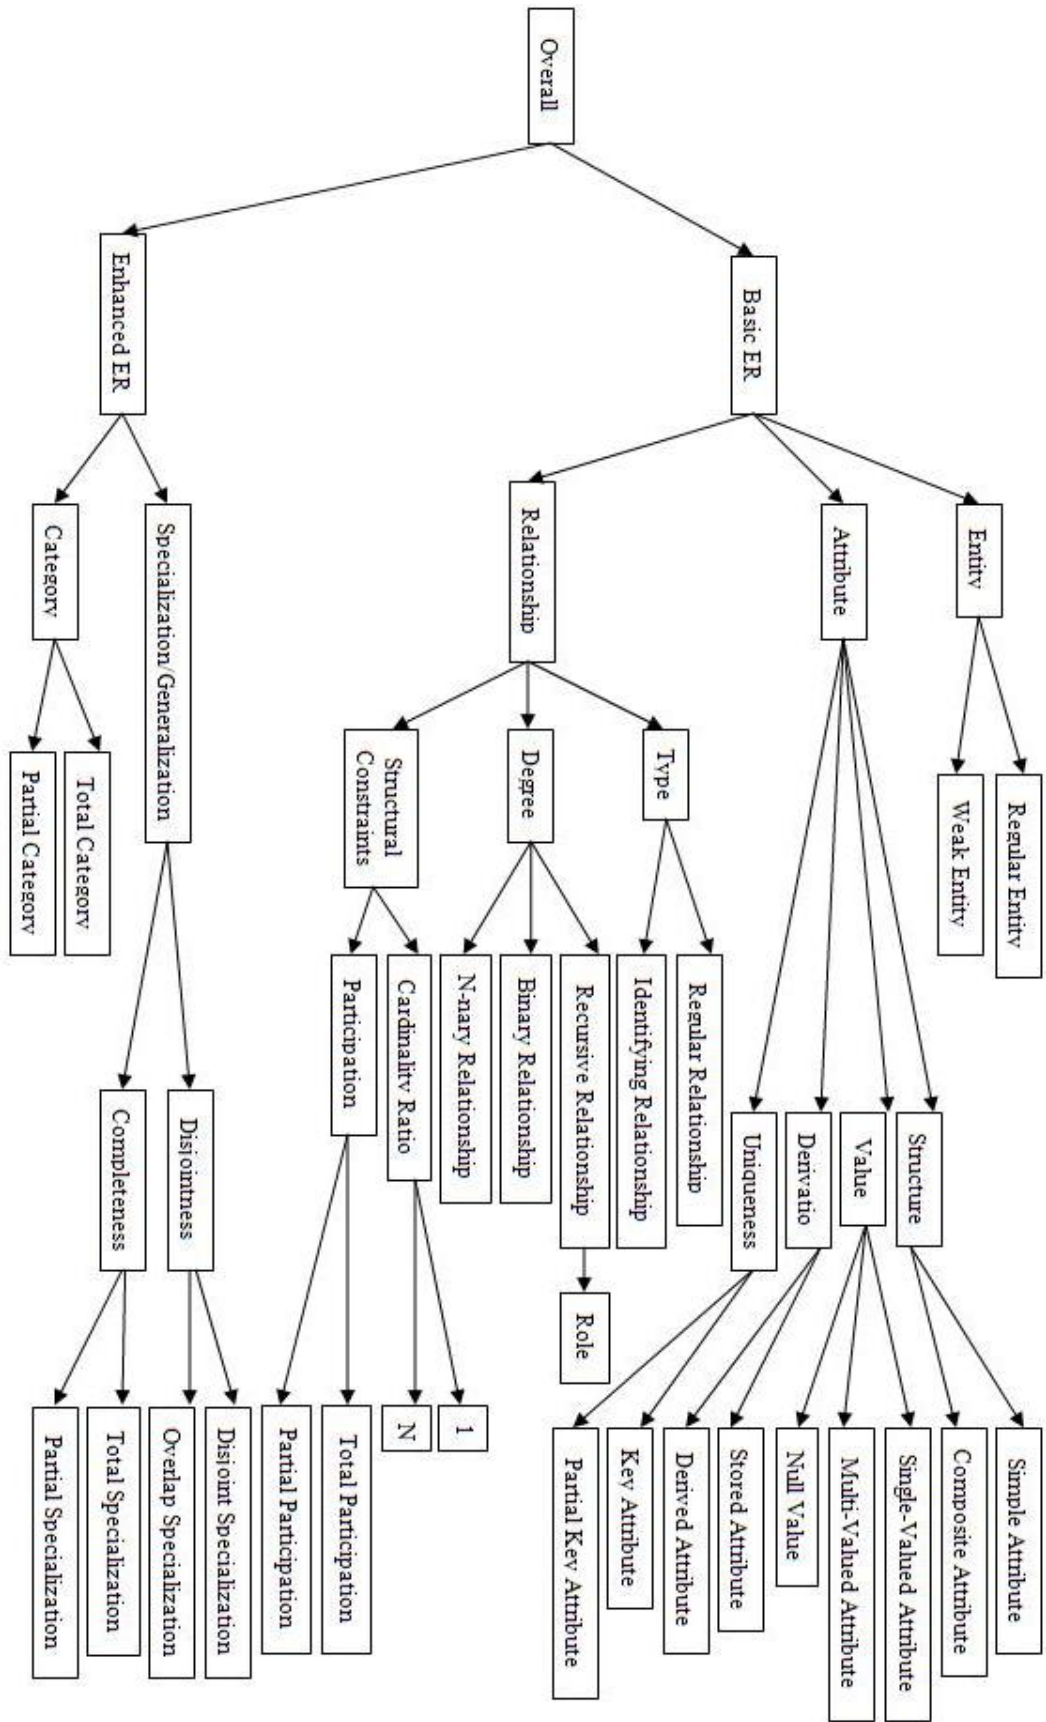 Overall
Basic ER
Enhanced ER
Entity
Attribute
Relationship
Specialization/Generalization
Category
Regular Entity
Weak Entity
Type
Degree
Structural
Constraints
Total Category
Partial Category
Regular Relationship
Identifying Relationship
Recursive Relationship
Binary Relationship
N-nary Relationship
Cardinality Ratio
Participation
Structure
Value
Derivatio
Uniqueness
Disjointness
Completeness
Role
Simple Attribute
Composite Attribute
Single-Valued Attribute
Multi-Valued Attribute
Null Value
Stored Attribute
Derived Attribute
Key Attribute
Partial Key Attribute
1
N
Total Participation
Partial Participation
Disjoint Specialization
Overlap Specialization
Total Specialization
Partial Specialization